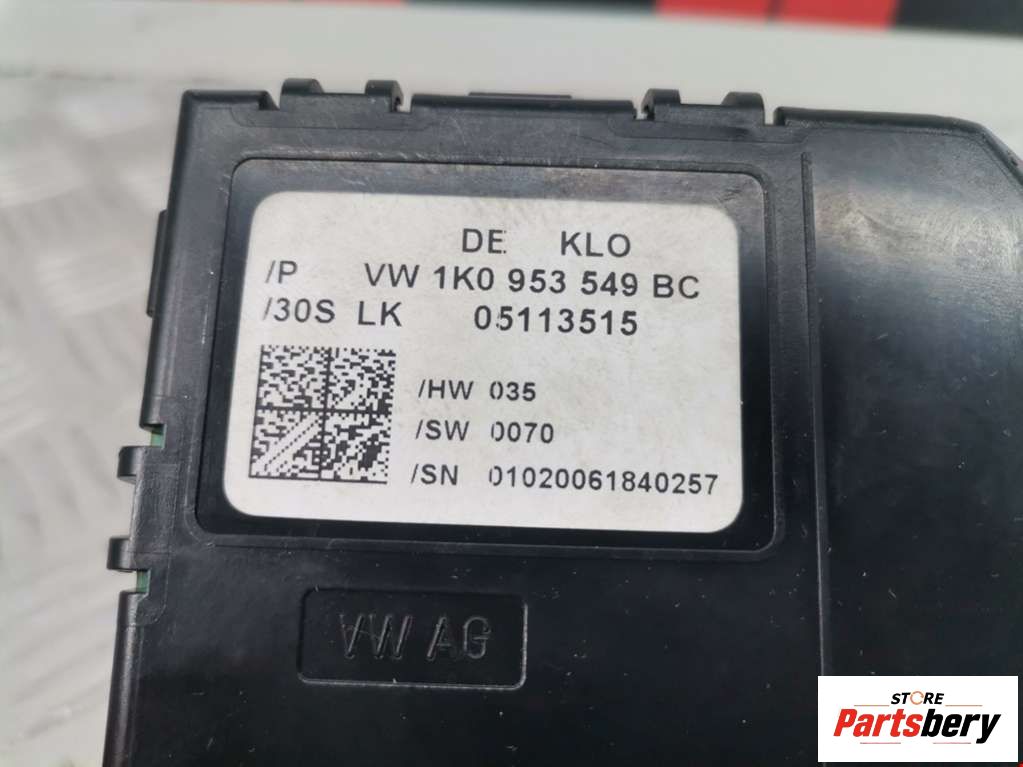 DE KLO
/P VW 1K0 953 549 BC
/30S LK 05113515
/HW 035
/SW 0070
/SN 01020061840257
VW AG
STORE
Partsbery